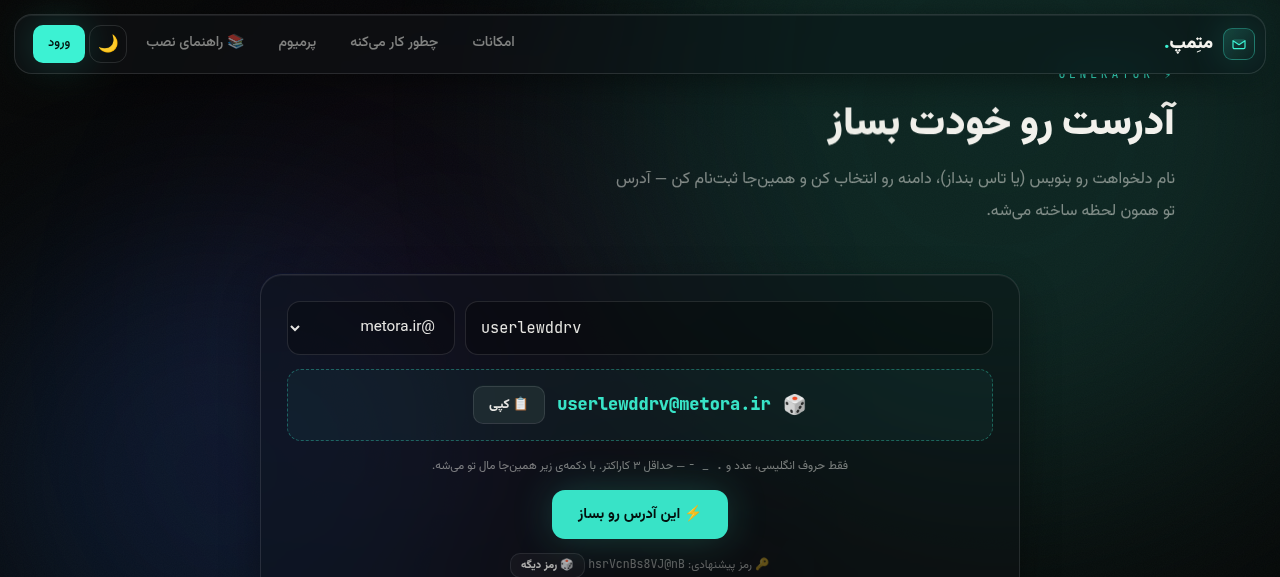 متِمپ.
امکانات
چطور کار می‌کنه
پرمیوم
📚 راهنمای نصب
🌙
ورود
⚡ GENERATOR
آدرست رو خودت بساز
نام دلخواهت رو بنویس (یا تاس بنداز)، دامنه رو انتخاب کن و همین‌جا ثبت‌نام کن — آدرس
تو همون لحظه ساخته می‌شه.
userlewddrv
@metora.ir
🎲 userlewddrv@metora.ir
📋 کپی
فقط حروف انگلیسی، عدد و . _ - — حداقل ۳ کاراکتر. با دکمه‌ی زیر همین‌جا مال تو می‌شه.
⚡ این آدرس رو بساز
🔑 رمز پیشنهادی: hsrVcnBs8VJ@nB 🎲 رمز دیگه